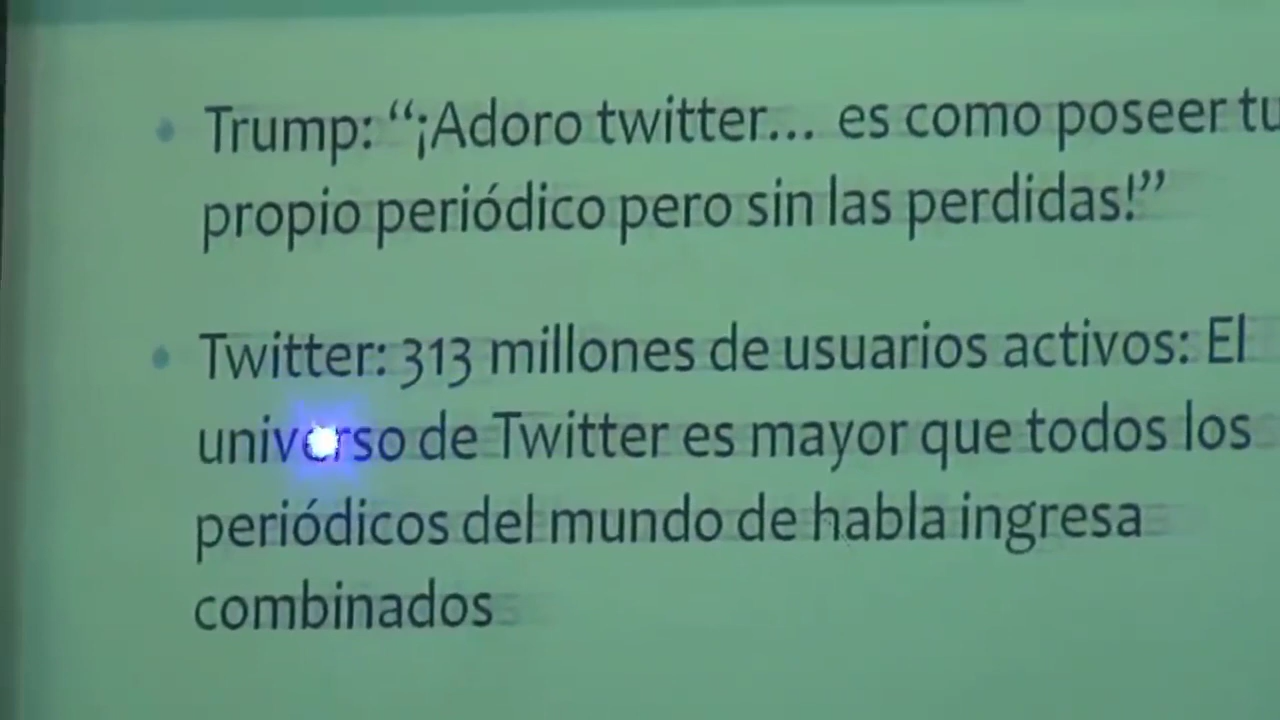 • Trump: “¡Adoro twitter... es como poseer tu
propio periódico pero sin las perdidas!”
• Twitter: 313 millones de usuarios activos: El
universo de Twitter es mayor que todos los
periódicos del mundo de habla ingresa
combinados